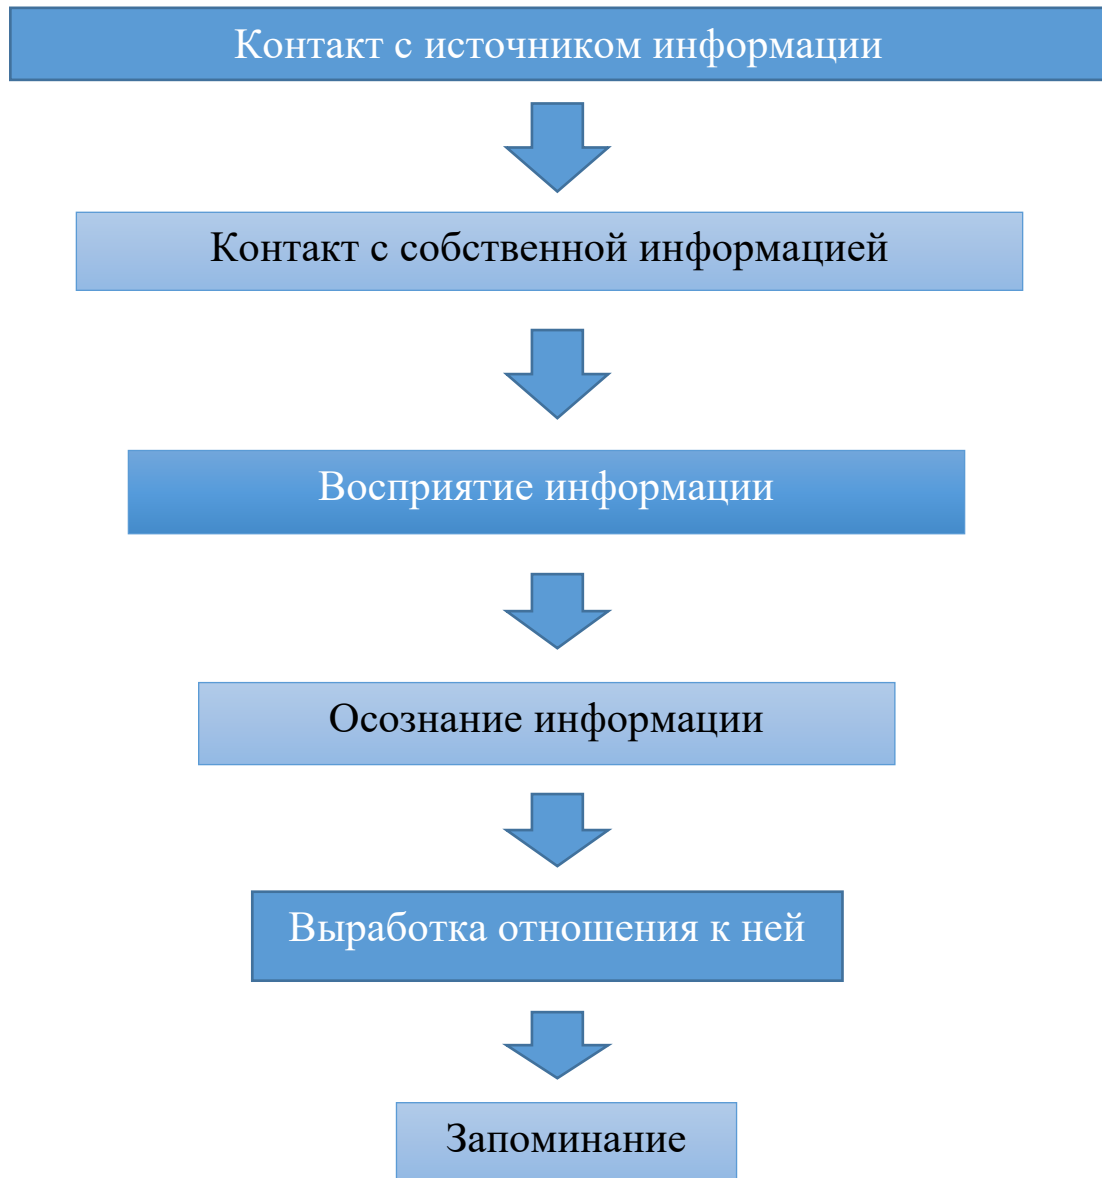 Контакт с источником информации
Контакт с собственной информацией
Восприятие информации
Осознание информации
Выработка отношения к ней
Запоминание